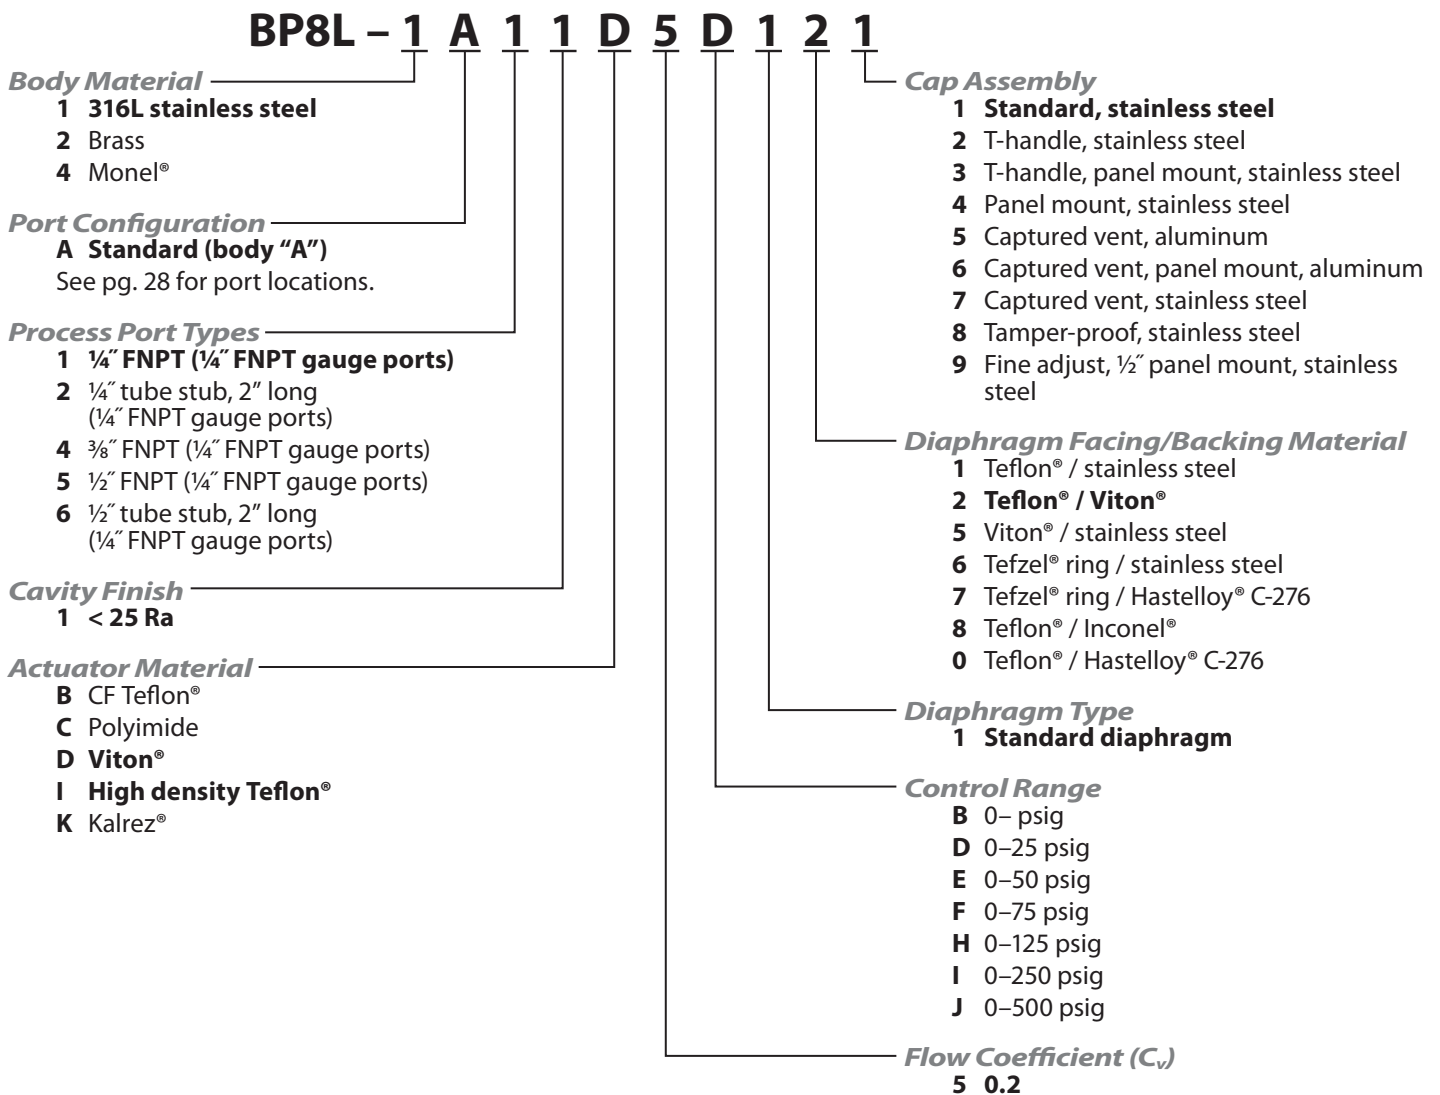 BP8L – 1 A 1 1 D 5 D 1 2 1
Body Material
1 316L stainless steel
2 Brass
4 Monel®
Port Configuration
A Standard (body “A”)
See pg. 28 for port locations.
Process Port Types
1 ¼˝ FNPT (¼˝ FNPT gauge ports)
2 ¼˝ tube stub, 2” long
(¼˝ FNPT gauge ports)
4 ⅜˝ FNPT (¼˝ FNPT gauge ports)
5 ½˝ FNPT (¼˝ FNPT gauge ports)
6 ½˝ tube stub, 2” long
(¼˝ FNPT gauge ports)
Cavity Finish
1 < 25 Ra
Actuator Material
B CF Teflon®
C Polyimide
D Viton®
I High density Teflon®
K Kalrez®
Cap Assembly
1 Standard, stainless steel
2 T-handle, stainless steel
3 T-handle, panel mount, stainless steel
4 Panel mount, stainless steel
5 Captured vent, aluminum
6 Captured vent, panel mount, aluminum
7 Captured vent, stainless steel
8 Tamper-proof, stainless steel
9 Fine adjust, ½˝ panel mount, stainless
steel
Diaphragm Facing/Backing Material
1 Teflon® / stainless steel
2 Teflon® / Viton®
5 Viton® / stainless steel
6 Tefzel® ring / stainless steel
7 Tefzel® ring / Hastelloy® C-276
8 Teflon® / Inconel®
0 Teflon® / Hastelloy® C-276
Diaphragm Type
1 Standard diaphragm
Control Range
B 0– psig
D 0–25 psig
E 0–50 psig
F 0–75 psig
H 0–125 psig
I 0–250 psig
J 0–500 psig
Flow Coefficient (Cv)
5 0.2